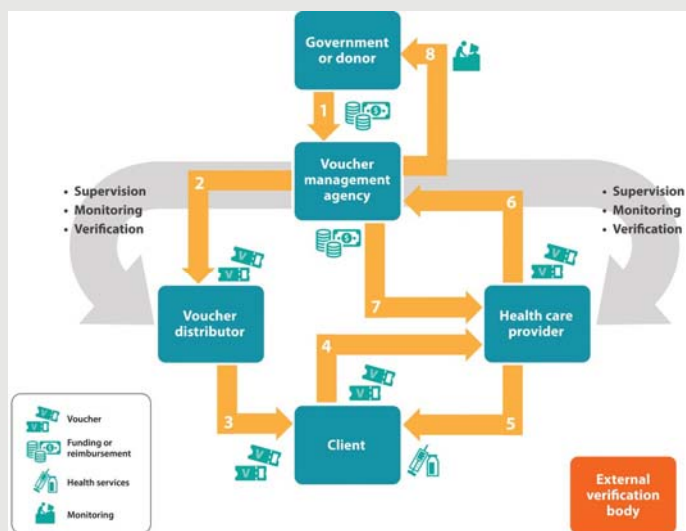 Government
or donor
8
1
Voucher
management
agency
2
• Supervision
• Monitoring
• Verification
6
• Supervision
• Monitoring
• Verification
7
Voucher
distributor
Health care
provider
4
3
5
Client
V
Voucher
Funding or
reimbursement
Health services
Monitoring
External
verification
body